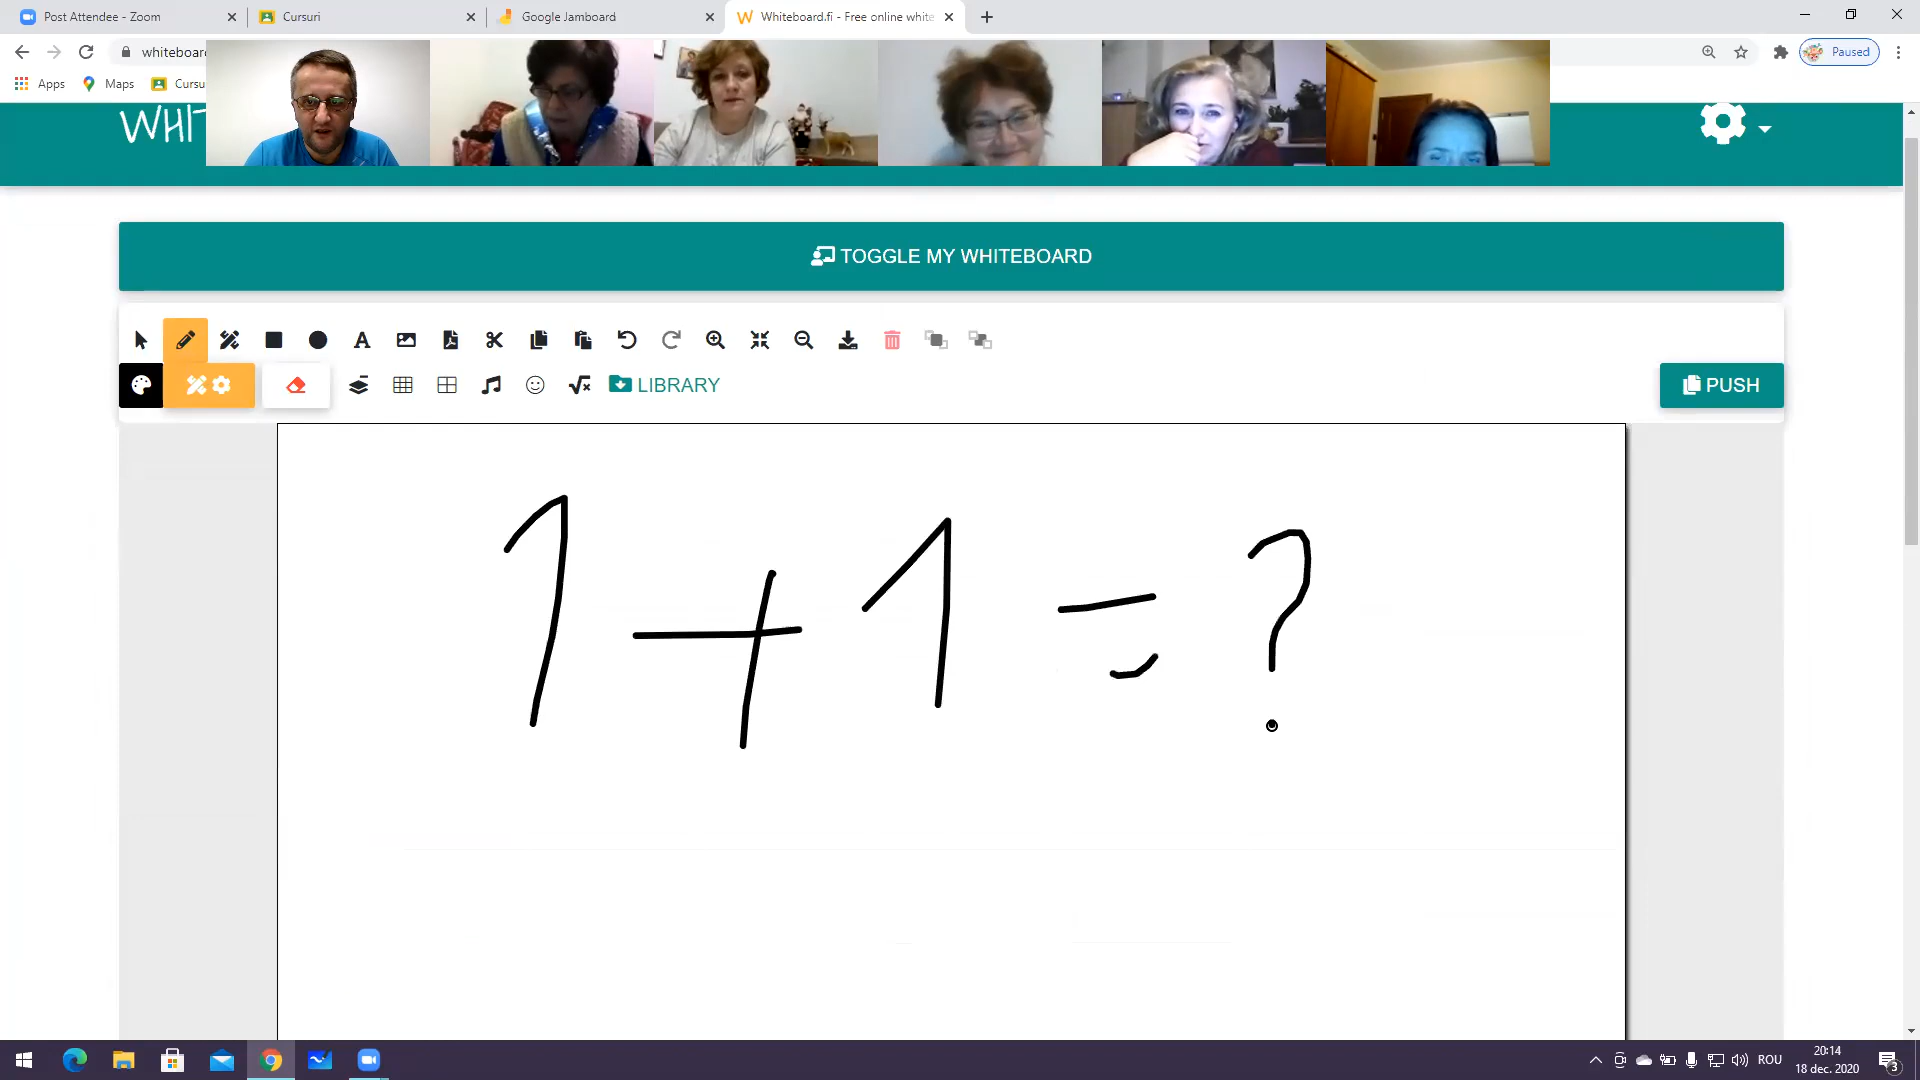 Post Attendee - Zoom
Cursuri
Google Jamboard
Whiteboard.fi - Free online white
Paused
Apps
Maps
TOGGLE MY WHITEBOARD
LIBRARY
PUSH
1 + 1 = ?
ROU
20:14
18 dec. 2020
3